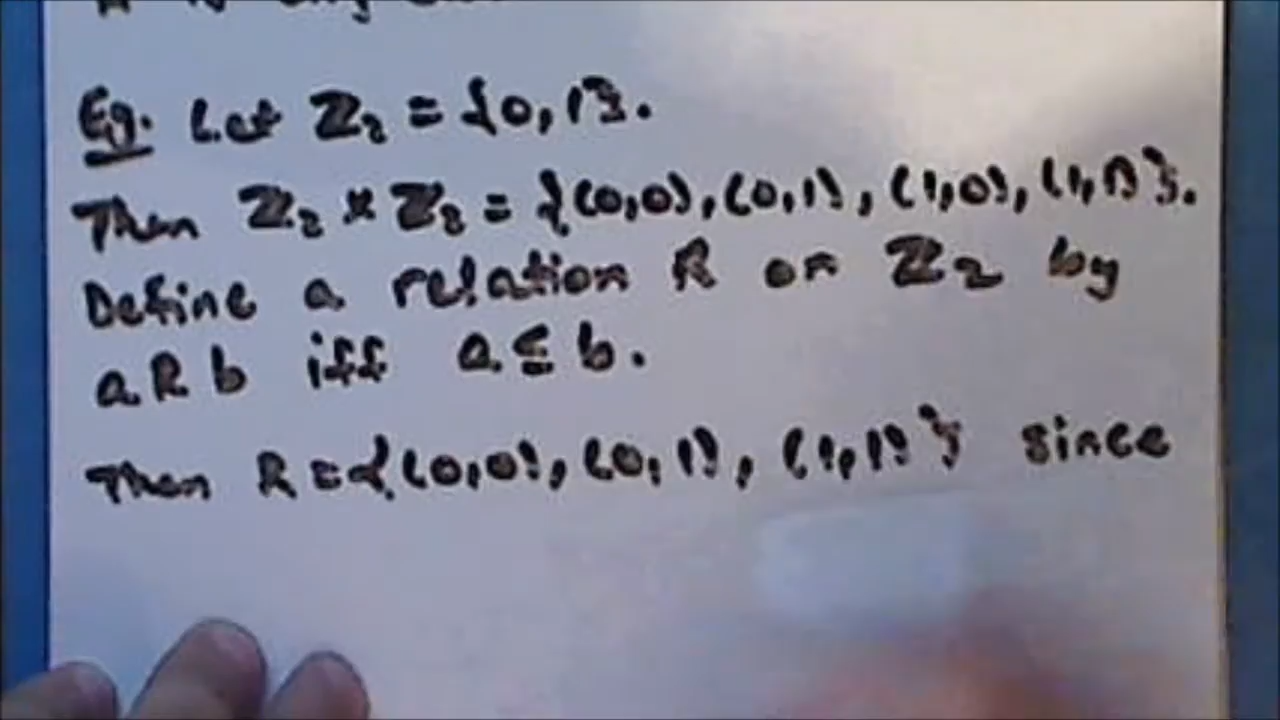 Eg. Let ℤ₂ = {0,1}.
Then ℤ₂ × ℤ₂ = {(0,0), (0,1), (1,0), (1,1)}.
Define a relation R on ℤ₂ by
a R b iff a ≤ b.
Then R = {(0,0), (0,1), (1,1)} since